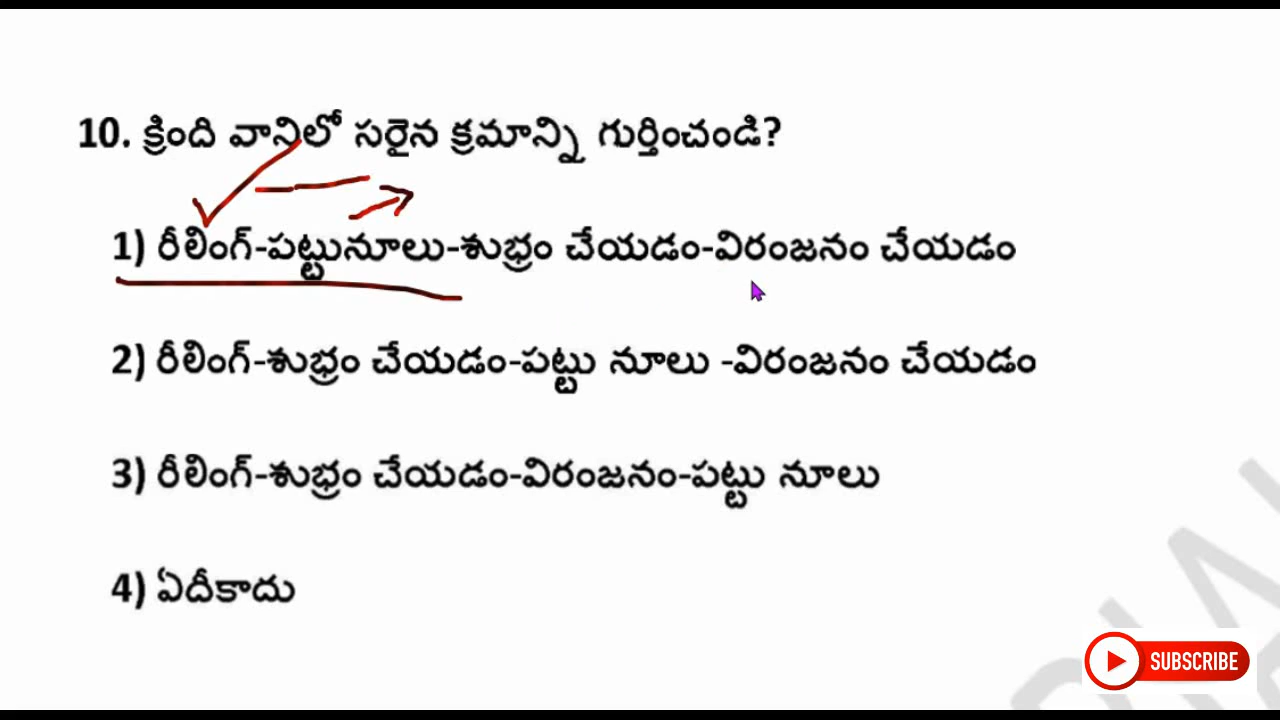 10. క్రింది వానిలో సరైన క్రమాన్ని గుర్తించండి?
1) రీలింగ్-పట్టునూలు-శుభ్రం చేయడం-విరంజనం చేయడం
2) రీలింగ్-శుభ్రం చేయడం-పట్టు నూలు -విరంజనం చేయడం
3) రీలింగ్-శుభ్రం చేయడం-విరంజనం-పట్టు నూలు
4) ఏదీకాదు
SUBSCRIBE